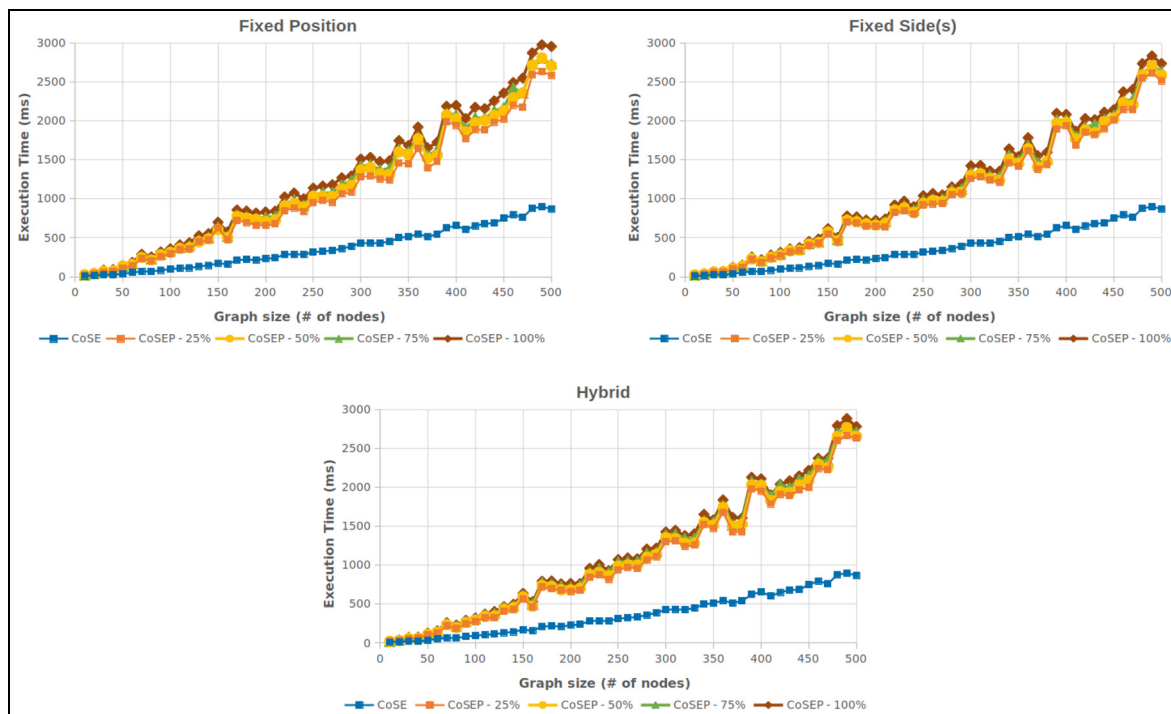 Fixed Position
Execution Time (ms)
3000
2500
2000
1500
1000
500
0
0 50 100 150 200 250 300 350 400 450 500
Graph size (# of nodes)
CoSE CoSEP - 25% CoSEP - 50% CoSEP - 75% CoSEP - 100%
Fixed Side(s)
Execution Time (ms)
3000
2500
2000
1500
1000
500
0
0 50 100 150 200 250 300 350 400 450 500
Graph size (# of nodes)
CoSE CoSEP - 25% CoSEP - 50% CoSEP - 75% CoSEP - 100%
Hybrid
Execution Time (ms)
3000
2500
2000
1500
1000
500
0
0 50 100 150 200 250 300 350 400 450 500
Graph size (# of nodes)
CoSE CoSEP - 25% CoSEP - 50% CoSEP - 75% CoSEP - 100%